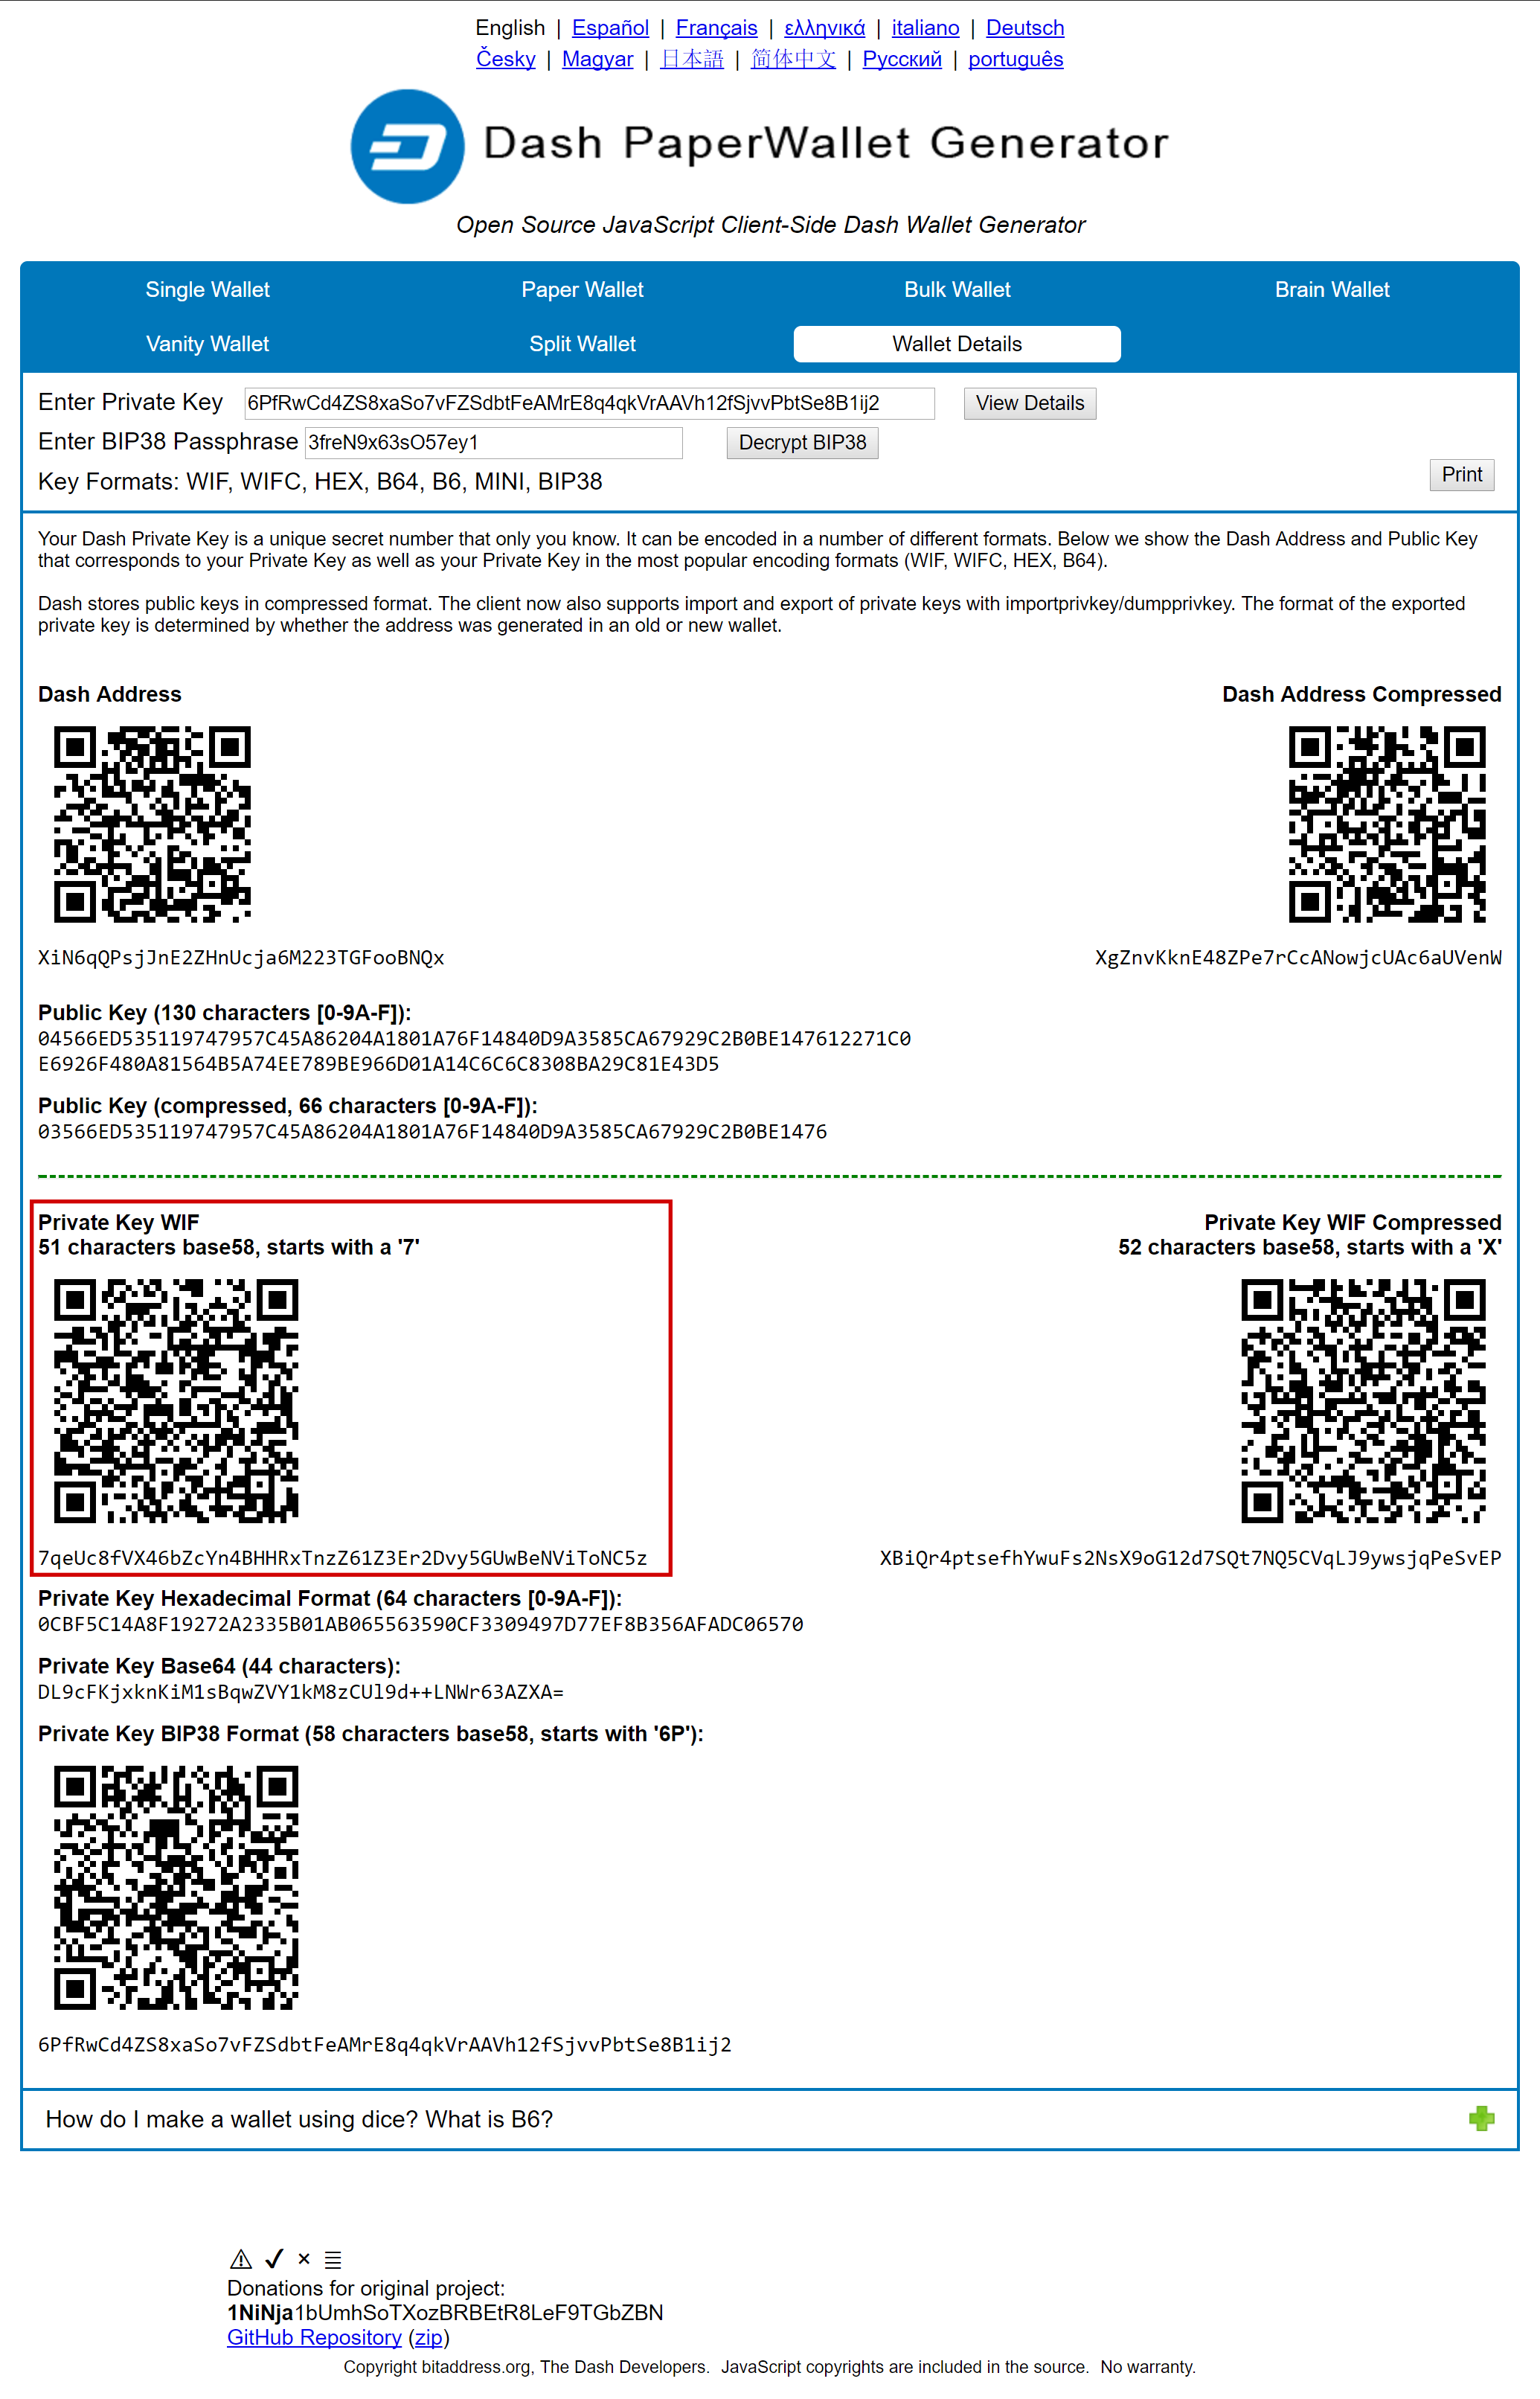 English | Español | Français | ελληνικά | italiano | Deutsch
Česky | Magyar | 日本語 | 简体中文 | Русский | português
Dash PaperWallet Generator
Open Source JavaScript Client-Side Dash Wallet Generator
Single Wallet Paper Wallet Bulk Wallet Brain Wallet
Vanity Wallet Split Wallet Wallet Details
Enter Private Key 6PfRwCd4ZS8xaSo7vFZSdbtFeAMrE8q4qkVrAAVh12fSjvvPbtSe8B1ij2 View Details
Enter BIP38 Passphrase 3freN9x63sO57ey1 Decrypt BIP38
Key Formats: WIF, WIFC, HEX, B64, B6, MINI, BIP38 Print
Your Dash Private Key is a unique secret number that only you know. It can be encoded in a number of different formats. Below we show the Dash Address and Public Key
that corresponds to your Private Key as well as your Private Key in the most popular encoding formats (WIF, WIFC, HEX, B64).
Dash stores public keys in compressed format. The client now also supports import and export of private keys with importprivkey/dumpprivkey. The format of the exported
private key is determined by whether the address was generated in an old or new wallet.
Dash Address Dash Address Compressed
XiN6qQPsjJnE2ZHnUcja6M223TGFooBNQx XgZnvKknE48ZPe7rCcANowjcUAc6aUVenW
Public Key (130 characters [0-9A-F]):
04566ED535119747957C45A86204A1801A76F14840D9A3585CA67929C2B0BE147612271C0
E6926F480A81564B5A74EE789BE966D01A14C6C6C8308BA29C81E43D5
Public Key (compressed, 66 characters [0-9A-F]):
03566ED535119747957C45A86204A1801A76F14840D9A3585CA67929C2B0BE1476
Private Key WIF Private Key WIF Compressed
51 characters base58, starts with a '7' 52 characters base58, starts with a 'X'
7qeUc8fVX46bZcYn4BHHRxTnzZ61Z3Er2Dvy5GUwBeNViToNC5z XBiQr4ptsefhYwuFs2NsX9oG12d7SQt7NQ5CVqLJ9ywsjqPeSvEP
Private Key Hexadecimal Format (64 characters [0-9A-F]):
0CBF5C14A8F19272A2335B01AB065563590CF3309497D77EF8B356AFADC06570
Private Key Base64 (44 characters):
DL9cFKjxknKiM1sBqwZVY1kM8zCUl9d++LNWr63AZXA=
Private Key BIP38 Format (58 characters base58, starts with '6P'):
6PfRwCd4ZS8xaSo7vFZSdbtFeAMrE8q4qkVrAAVh12fSjvvPbtSe8B1ij2
How do I make a wallet using dice? What is B6?
Donations for original project:
1NiNja1bUmhSoTXozBRBEtR8LeF9TGbZBN
GitHub Repository (zip)
Copyright bitaddress.org, The Dash Developers. JavaScript copyrights are included in the source. No warranty.